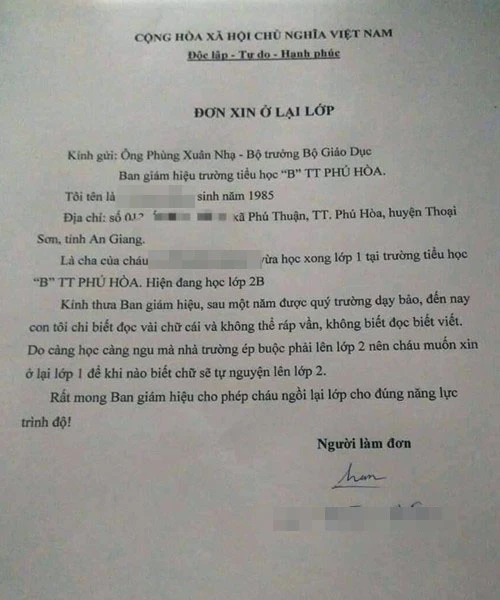 CỘNG HÒA XÃ HỘI CHỦ NGHĨA VIỆT NAM
Độc lập - Tự do - Hạnh phúc
ĐƠN XIN Ở LẠI LỚP
Kính gửi: Ông Phùng Xuân Nhạ - Bộ trưởng Bộ Giáo Dục
Ban giám hiệu trường tiểu học “B” TT PHÚ HÒA.
Tôi tên là sinh năm 1985
Địa chỉ: số xã Phú Thuận, TT. Phú Hòa, huyện Thoại
Sơn, tỉnh An Giang.
Là cha của cháu vừa học xong lớp 1 tại trường tiểu học
“B” TT PHÚ HÒA. Hiện đang học lớp 2B
Kính thưa Ban giám hiệu, sau một năm được quý trường dạy bảo, đến nay
con tôi chỉ biết đọc vài chữ cái và không thể ráp vần, không biết đọc biết viết.
Do càng học càng ngu mà nhà trường ép buộc phải lên lớp 2 nên cháu muốn xin
ở lại lớp 1 để khi nào biết chữ sẽ tự nguyện lên lớp 2.
Rất mong Ban giám hiệu cho phép cháu ngồi lại lớp cho đúng năng lực
trình độ!
Người làm đơn